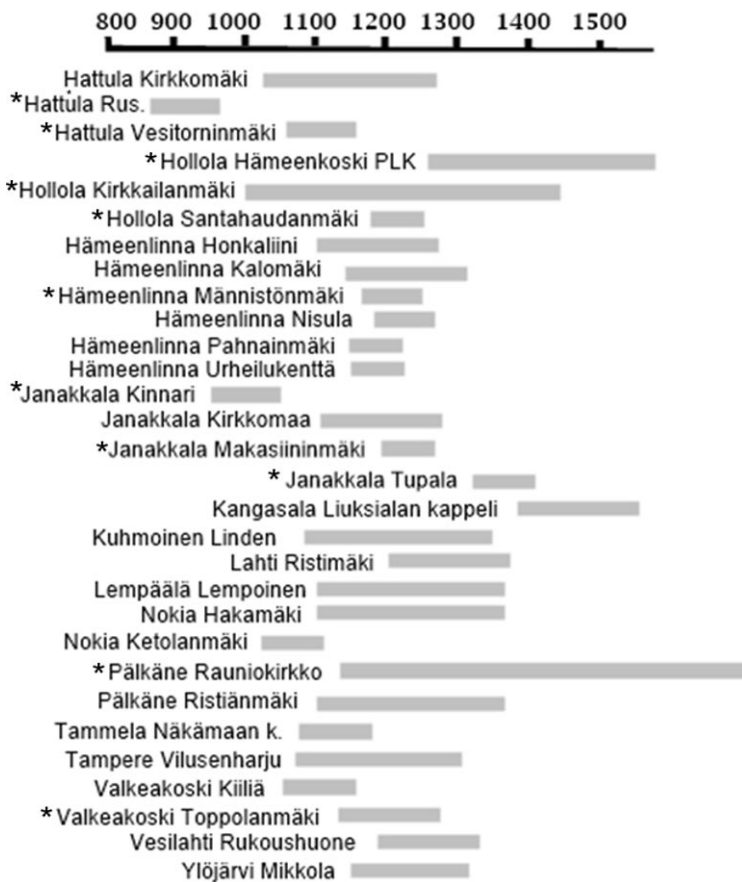 800 900 1000 1100 1200 1300 1400 1500
Hattula Kirkkomäki
*Hattula Rus.
*Hattula Vesitorninmäki
*Hollola Hämeenkoski PLK
*Hollola Kirkkailanmäki
*Hollola Santahaudanmäki
Hämeenlinna Honkaliini
Hämeenlinna Kalomäki
*Hämeenlinna Männistönmäki
Hämeenlinna Nisula
Hämeenlinna Pahnainmäki
Hämeenlinna Urheilukenttä
*Janakkala Kinnari
Janakkala Kirkkomaa
*Janakkala Makasiininmäki
* Janakkala Tupala
Kangasala Liuksialan kappeli
Kuhmoinen Linden
Lahti Ristimäki
Lempäälä Lempoinen
Nokia Hakamäki
Nokia Ketolanmäki
*Pälkäne Rauniokirkko
Pälkäne Ristiänmäki
Tammela Näkämaan k.
Tampere Vilusenharju
Valkeakoski Kiiliä
*Valkeakoski Toppolanmäki
Vesilahti Rukoushuone
Ylöjärvi Mikkola